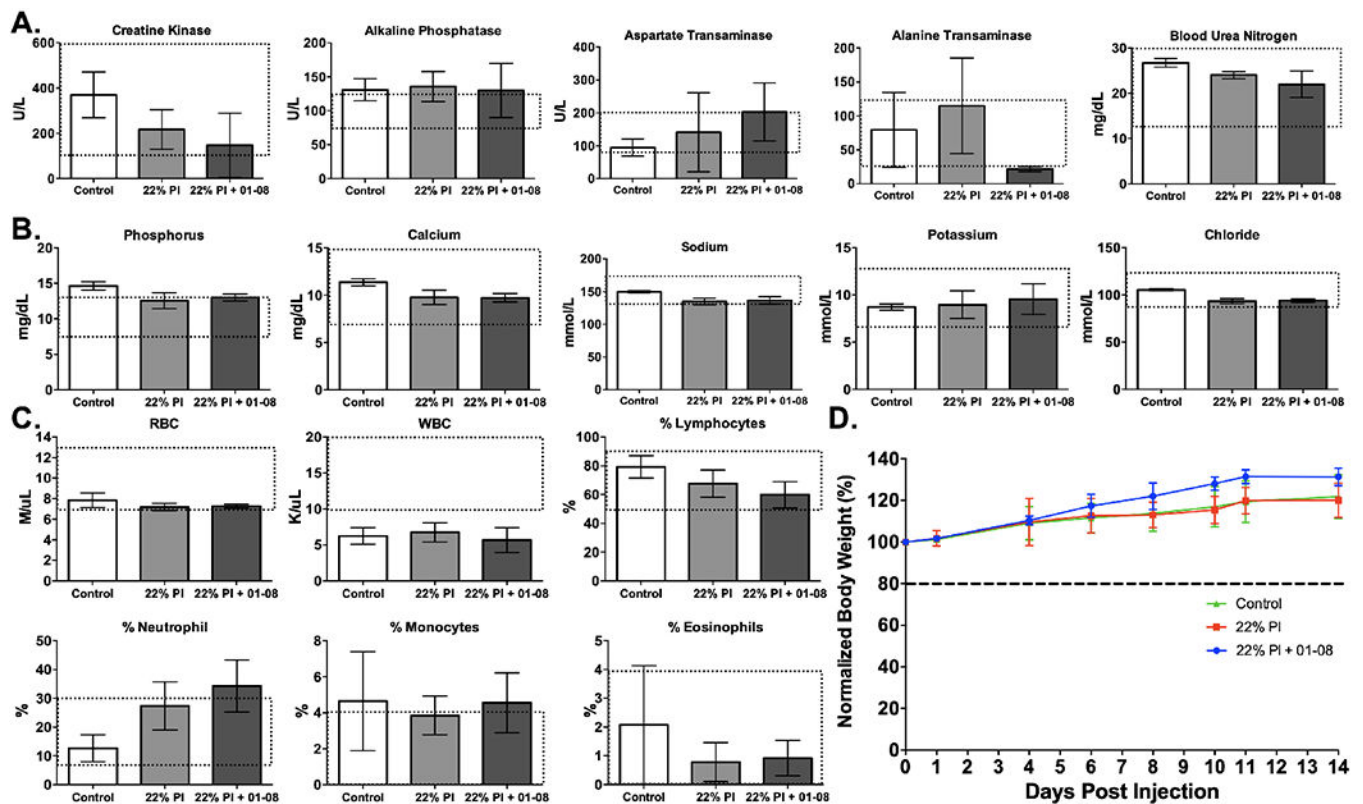 A.
Creatine Kinase
U/L
600
400
200
0
Control 22% PI 22% PI + 01-08
Alkaline Phosphatase
U/L
200
150
100
50
0
Control 22% PI 22% PI + 01-08
Aspartate Transaminase
U/L
400
300
200
100
0
Control 22% PI 22% PI + 01-08
Alanine Transaminase
U/L
200
150
100
50
0
Control 22% PI 22% PI + 01-08
Blood Urea Nitrogen
mg/dL
30
20
10
0
Control 22% PI 22% PI + 01-08
B.
Phosphorus
mg/dL
20
15
10
5
0
Control 22% PI 22% PI + 01-08
Calcium
mg/dL
15
10
5
0
Control 22% PI 22% PI + 01-08
Sodium
mmol/L
200
150
100
50
0
Control 22% PI 22% PI + 01-08
Potassium
mmol/L
15
10
5
0
Control 22% PI 22% PI + 01-08
Chloride
mmol/L
150
100
50
0
Control 22% PI 22% PI + 01-08
C.
RBC
M/uL
14
12
10
8
6
4
2
0
Control 22% PI 22% PI + 01-08
WBC
K/uL
20
15
10
5
0
Control 22% PI 22% PI + 01-08
% Lymphocytes
%
100
80
60
40
20
0
Control 22% PI 22% PI + 01-08
% Neutrophil
%
50
40
30
20
10
0
Control 22% PI 22% PI + 01-08
% Monocytes
%
8
6
4
2
0
Control 22% PI 22% PI + 01-08
% Eosinophils
%
5
4
3
2
1
0
Control 22% PI 22% PI + 01-08
D.
Normalized Body Weight (%)
140
120
100
80
60
40
20
0
Control
22% PI
22% PI + 01-08
0 1 2 3 4 5 6 7 8 9 10 11 12 13 14
Days Post Injection